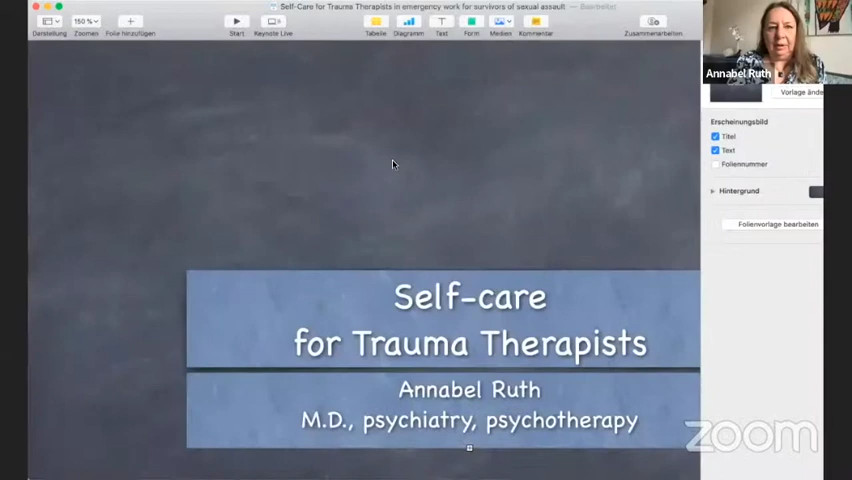 Self-Care for Trauma Therapists in emergency work for survivors of sexual assault — Bearbeitet
150 %
Darstellung
Zoomen
Folie hinzufügen
Start
Keynote Live
Tabelle
Diagramm
Text
Form
Medien
Kommentar
Zusammenarbeiten
Annabel Ruth
Vorlage ände
Erscheinungsbild
Titel
Text
Foliennummer
Hintergrund
Folienvorlage bearbeiten
Self-care
for Trauma Therapists
Annabel Ruth
M.D., psychiatry, psychotherapy
zoom